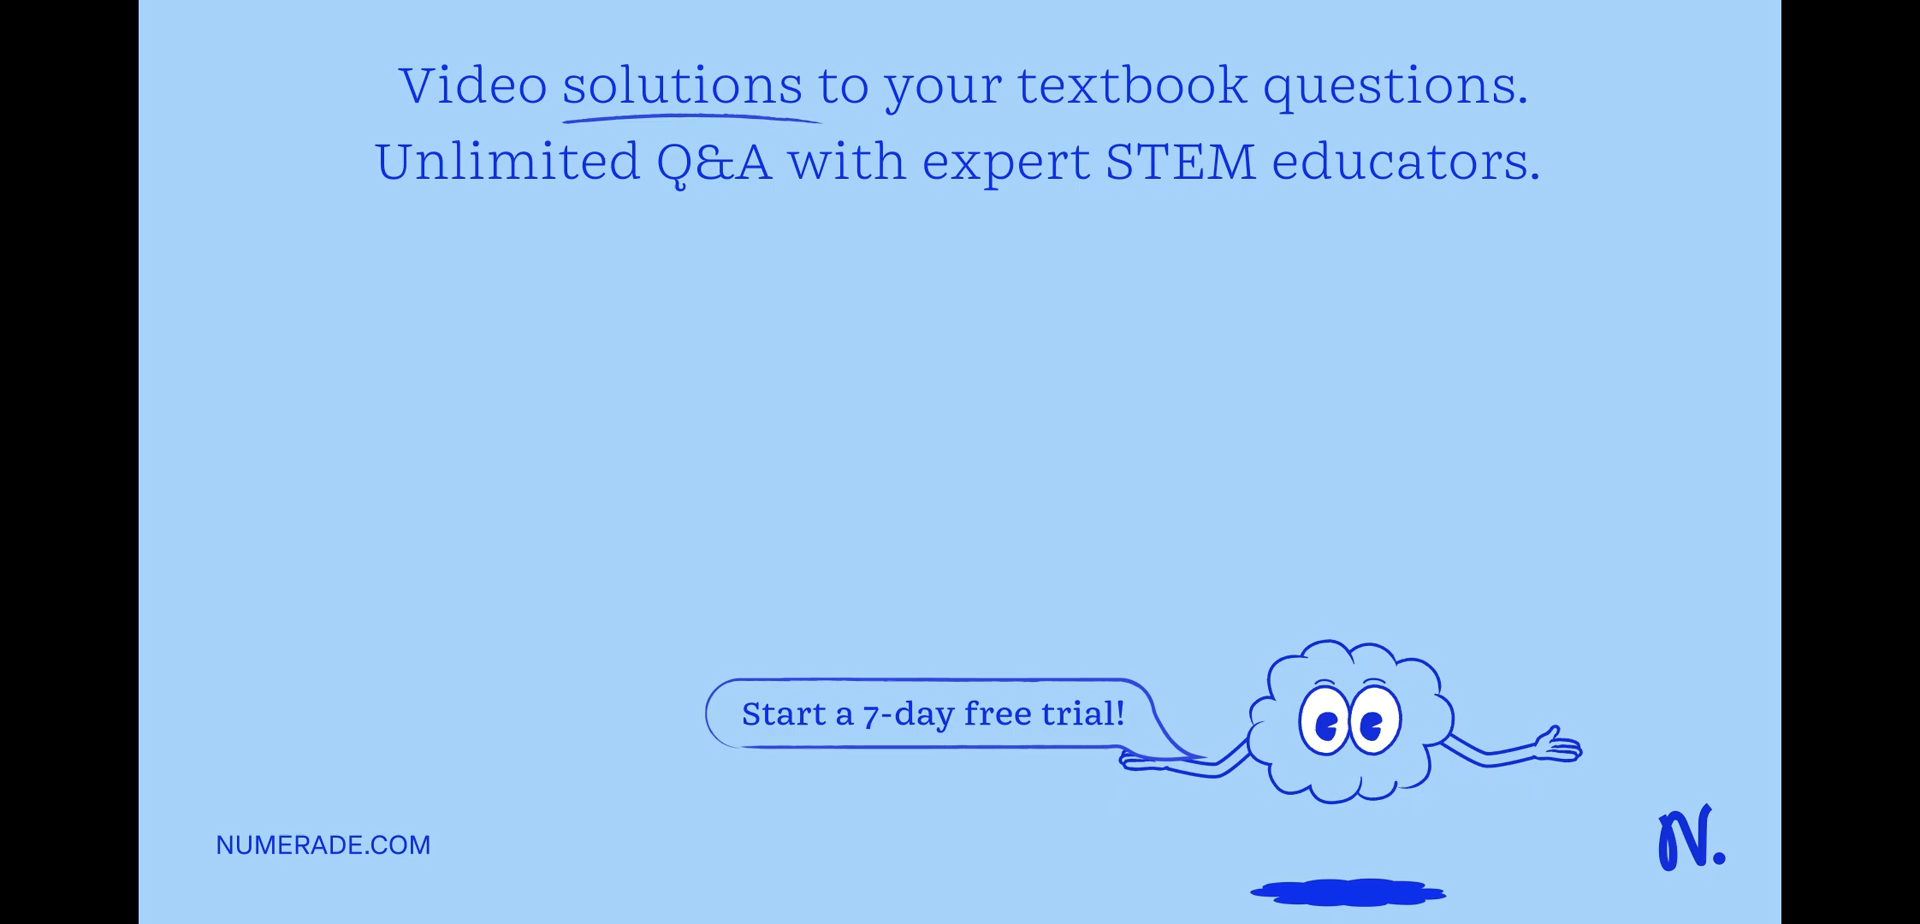 Video solutions to your textbook questions.
Unlimited Q&A with expert STEM educators.
Start a 7-day free trial!
NUMERADE.COM
N.